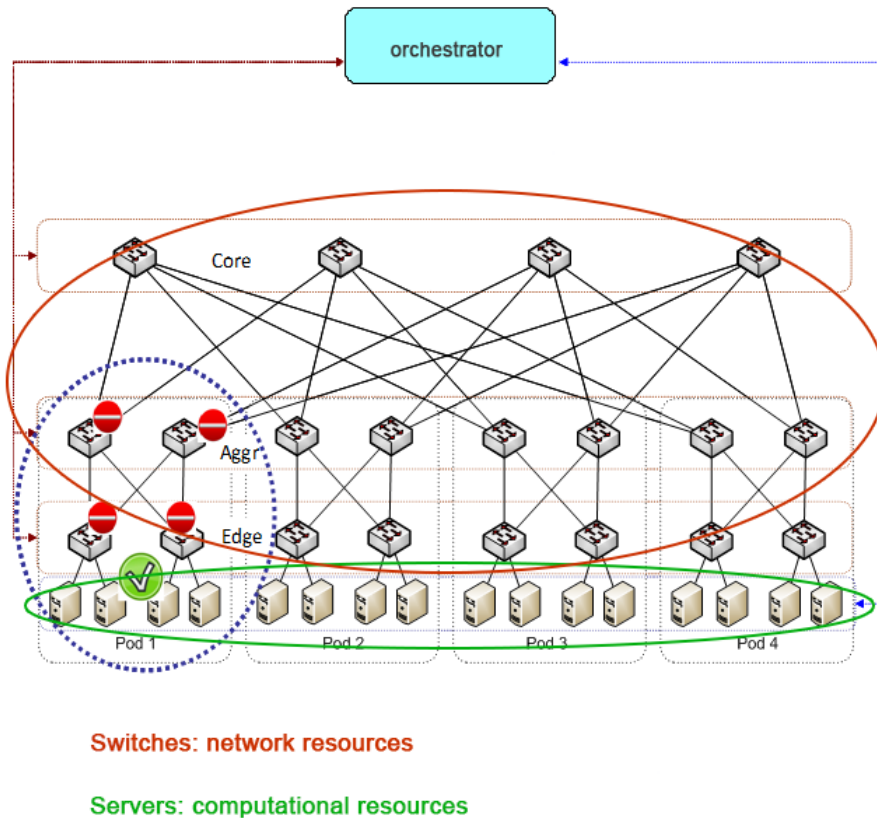 orchestrator
Core
Aggr
Edge
Pod 1
Pod 2
Pod 3
Pod 4
Switches: network resources
Servers: computational resources